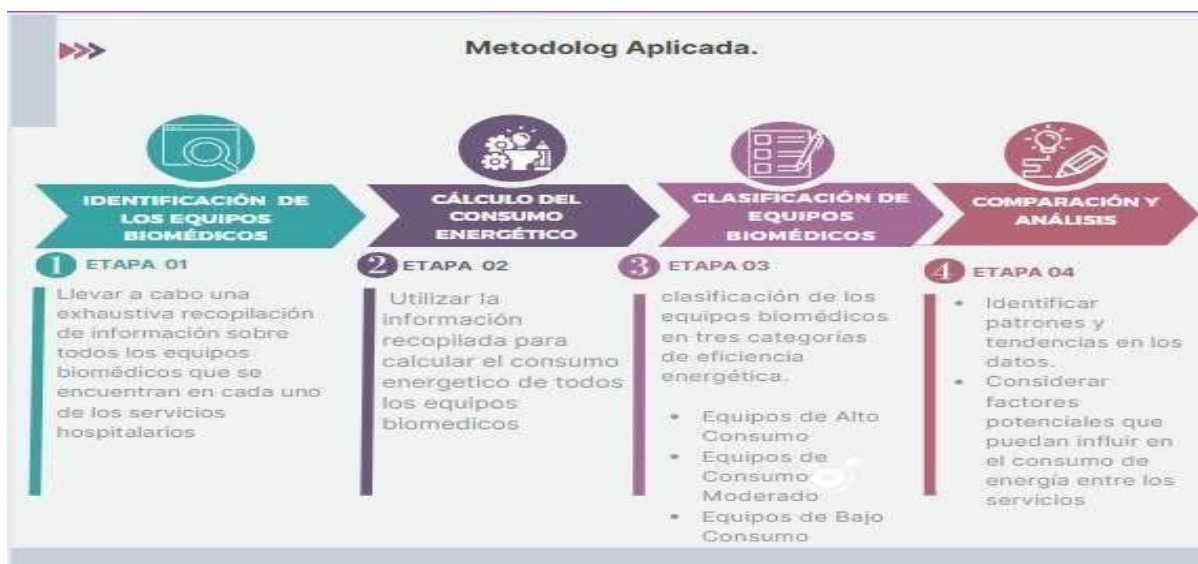 Metodolog Aplicada.
IDENTIFICACIÓN DE
LOS EQUIPOS
BIOMÉDICOS
1 ETAPA 01
Llevar a cabo una
exhaustiva recopilación
de información sobre
todos los equipos
biomédicos que se
encuentran en cada uno
de los servicios
hospitalarios
CÁLCULO DEL
CONSUMO
ENERGÉTICO
2 ETAPA 02
Utilizar la
información
recopilada para
calcular el consumo
energetico de todos
los equipos
biomedicos
CLASIFICACIÓN DE
EQUIPOS
BIOMÉDICOS
3 ETAPA 03
clasificación de los
equipos biomédicos
en tres categorías
de eficiencia
energética.
• Equipos de Alto
Consumo
• Equipos de
Consumo
Moderado
• Equipos de Bajo
Consumo
COMPARACIÓN Y
ANÁLISIS
4 ETAPA 04
• Identificar
patrones y
tendencias en los
datos.
• Considerar
factores
potenciales que
puedan influir en
el consumo de
energía entre los
servicios